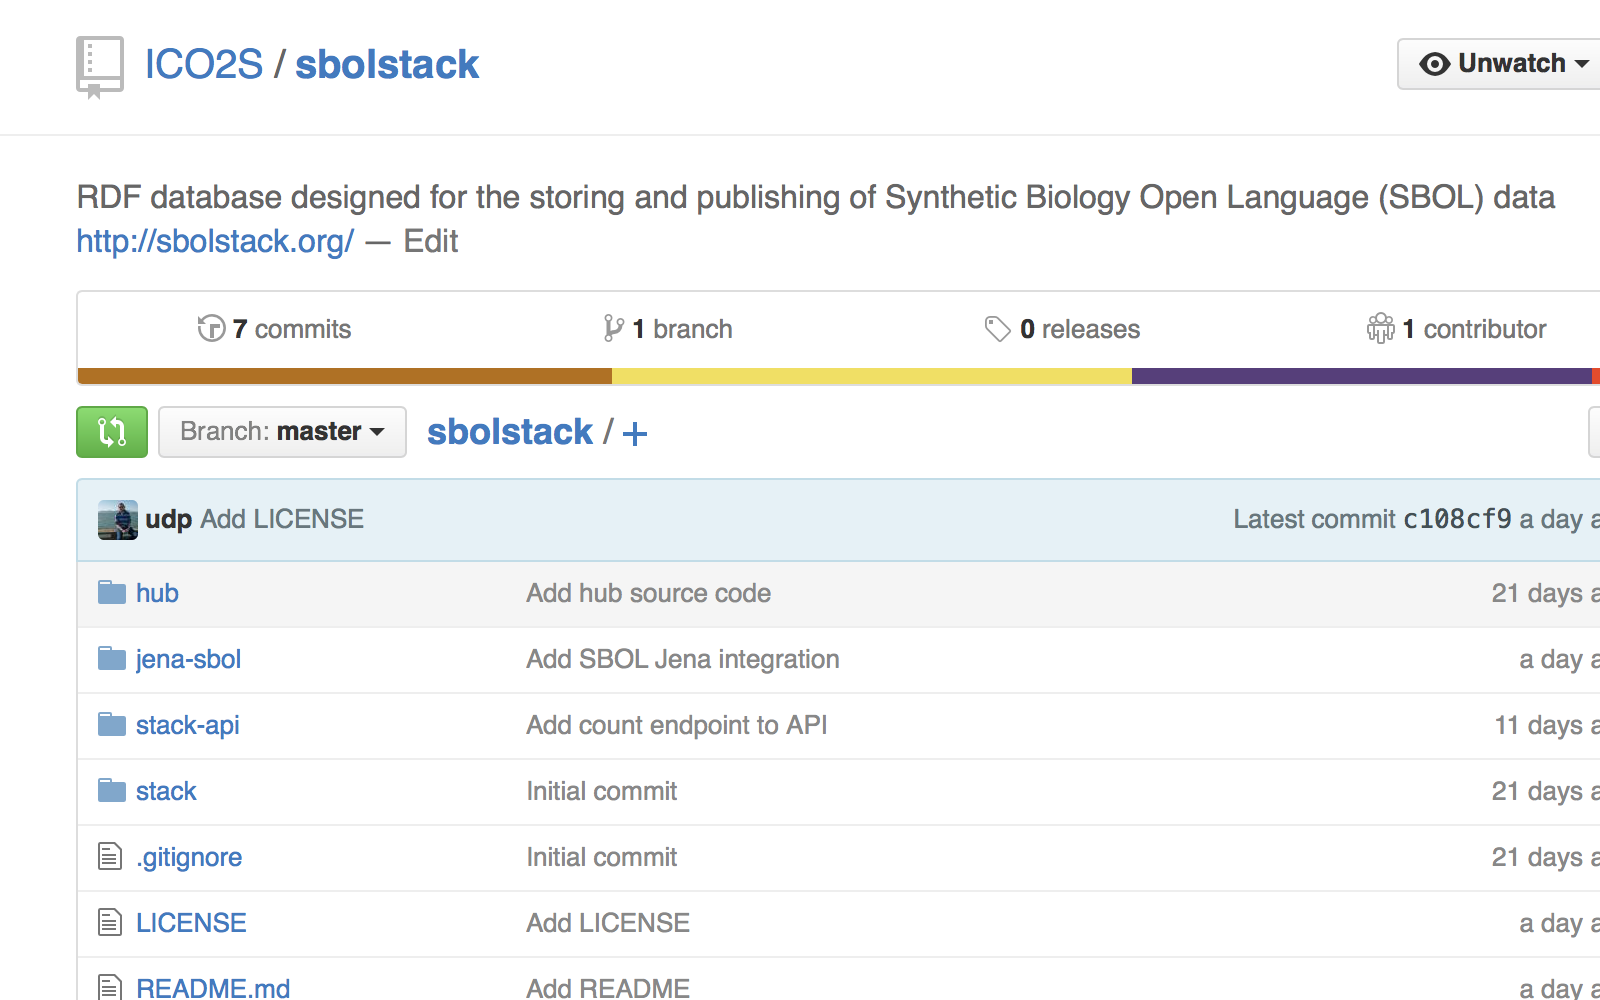 ICO2S / sbolstack
Unwatch
RDF database designed for the storing and publishing of Synthetic Biology Open Language (SBOL) data
http://sbolstack.org/ — Edit
7 commits
1 branch
0 releases
1 contributor
Branch: master
sbolstack / +
udp Add LICENSE
Latest commit c108cf9 a day a
hub
Add hub source code
21 days a
jena-sbol
Add SBOL Jena integration
a day a
stack-api
Add count endpoint to API
11 days a
stack
Initial commit
21 days a
.gitignore
Initial commit
21 days a
LICENSE
Add LICENSE
a day a
README.md
Add README
a day a